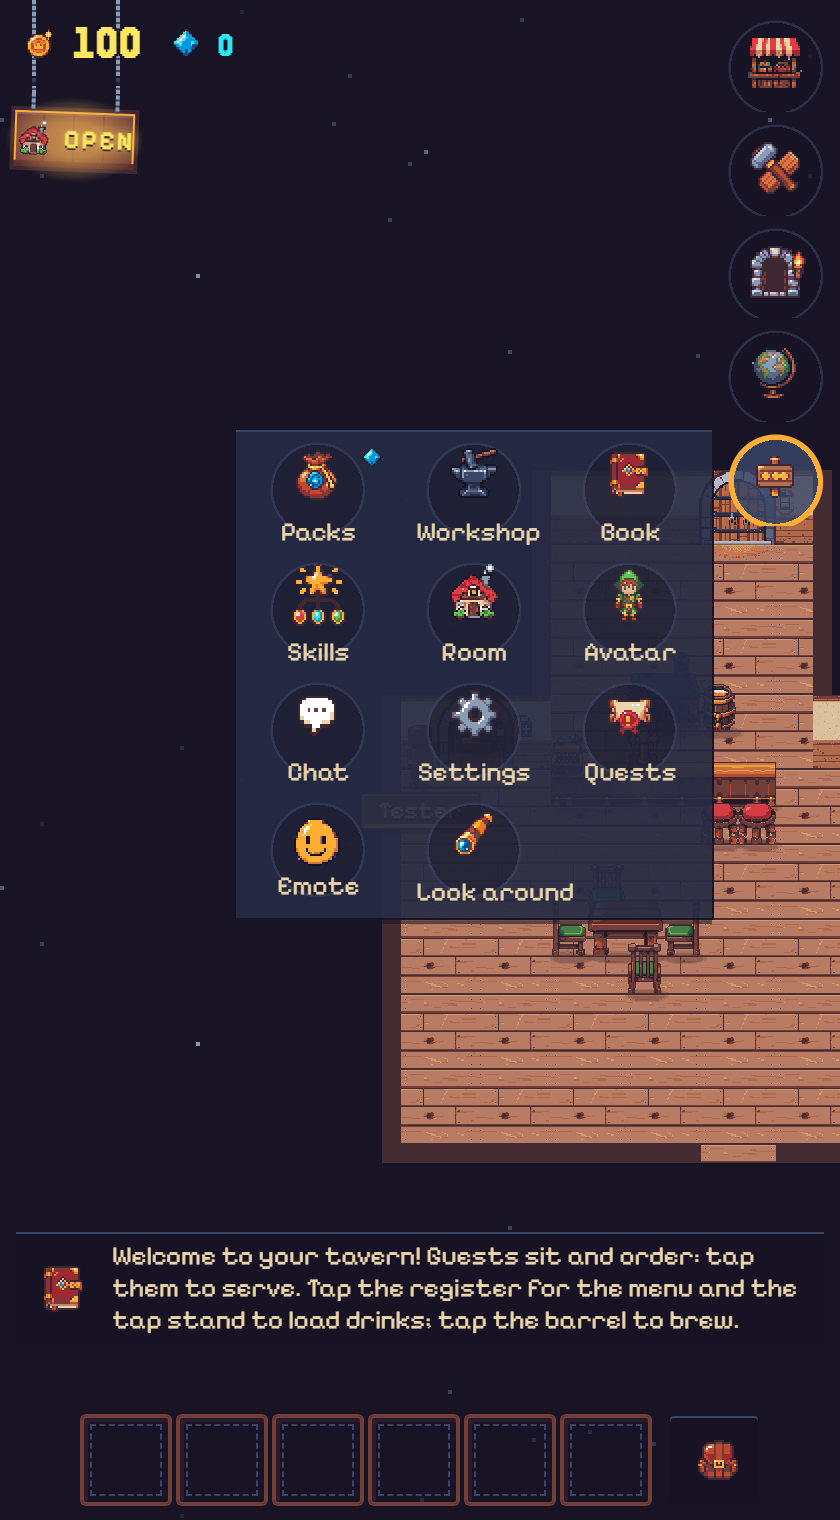 100
0
OPEN
Packs
Workshop
Book
Skills
Room
Avatar
Chat
Settings
Quests
Tester
Emote
Look around
Welcome to your tavern! Guests sit and order: tap
them to serve. Tap the register for the menu and the
tap stand to load drinks; tap the barrel to brew.